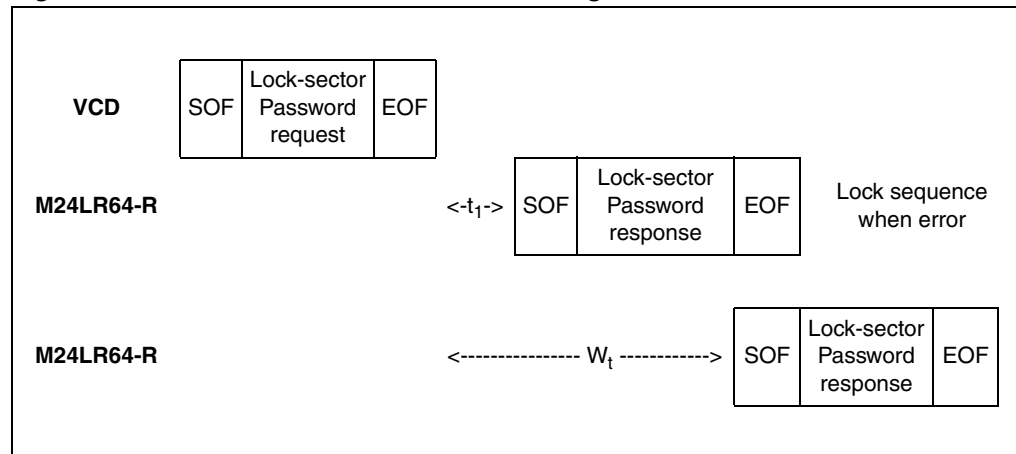 VCD SOF Lock-sector Password request EOF
M24LR64-R <-t1-> SOF Lock-sector Password response EOF Lock sequence when error
M24LR64-R <---------------- Wt ------------> SOF Lock-sector Password response EOF